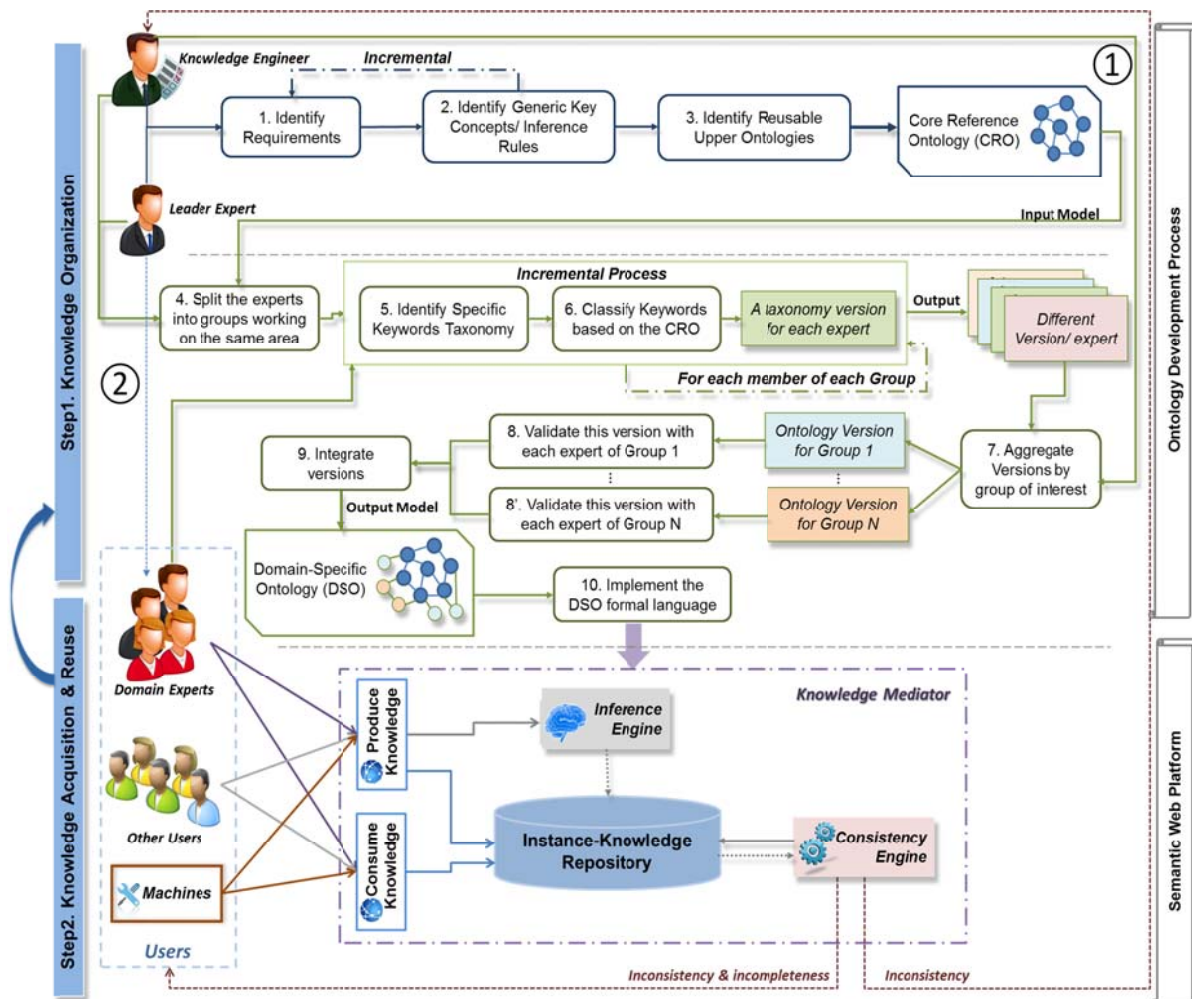 Knowledge Engineer
Incremental
①
1. Identify
Requirements
2. Identify Generic Key
Concepts/ Inference
Rules
3. Identify Reusable
Upper Ontologies
Core Reference
Ontology (CRO)
Leader Expert
Input Model
Step1. Knowledge Organization
Ontology Development Process
4. Split the experts
into groups working
on the same area
Incremental Process
5. Identify Specific
Keywords Taxonomy
6. Classify Keywords
based on the CRO
A taxonomy version
for each expert
Output
Different
Version/ expert
For each member of each Group
②
9. Integrate
versions
8. Validate this version with
each expert of Group 1
Ontology Version
for Group 1
7. Aggregate
Versions by
group of interest
8'. Validate this version with
each expert of Group N
Ontology Version
for Group N
Output Model
Domain-Specific
Ontology (DSO)
10. Implement the
DSO formal language
Step2. Knowledge Acquisition & Reuse
Semantic Web Platform
Domain Experts
Other Users
Machines
Users
Knowledge Mediator
Produce
Knowledge
Consume
Knowledge
Inference
Engine
Instance-Knowledge
Repository
Consistency
Engine
Inconsistency & incompleteness
Inconsistency